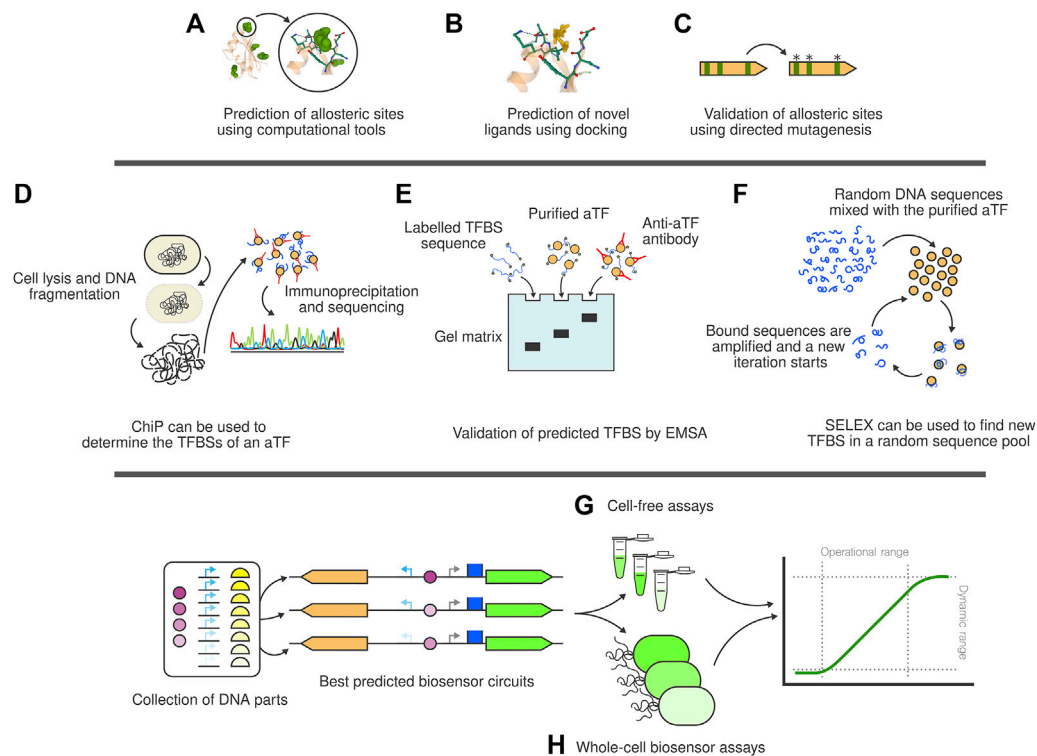 A
B
C
Prediction of allosteric sites
using computational tools
Prediction of novel
ligands using docking
* * *
Validation of allosteric sites
using directed mutagenesis
D
Cell lysis and DNA
fragmentation
Immunoprecipitation
and sequencing
ChiP can be used to
determine the TFBSs of an aTF
E
Labelled TFBS
sequence
Purified aTF
Anti-aTF
antibody
Gel matrix
Validation of predicted TFBS by EMSA
F
Random DNA sequences
mixed with the purified aTF
Bound sequences are
amplified and a new
iteration starts
SELEX can be used to find new
TFBS in a random sequence pool
Collection of DNA parts
Best predicted biosensor circuits
G Cell-free assays
H Whole-cell biosensor assays
Operational range
Dynamic range